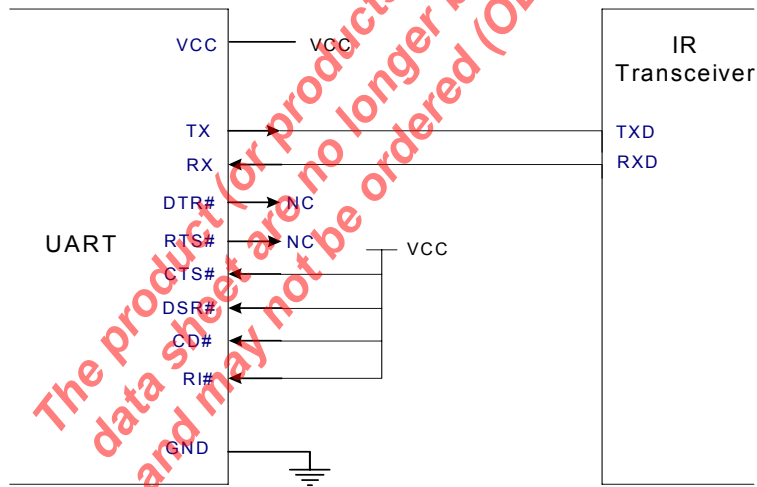 VCC
VCC
IR
Transceiver
TX
TXD
RX
RXD
DTR#
NC
UART
RTS#
NC
VCC
CTS#
DSR#
CD#
RI#
GND
The product (or products
data sheet are no longer
and may not be ordered